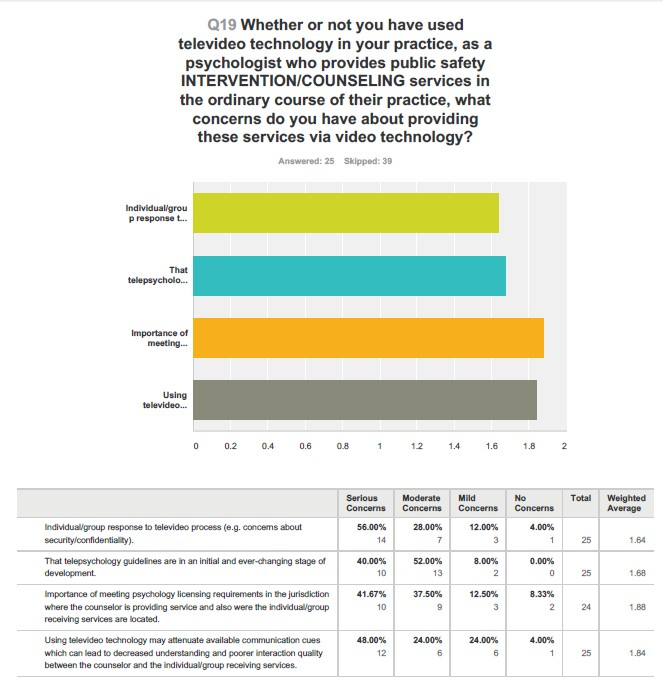 Q19 Whether or not you have used
televideo technology in your practice, as a
psychologist who provides public safety
INTERVENTION/COUNSELING services in
the ordinary course of their practice, what
concerns do you have about providing
these services via video technology?
Answered: 25 Skipped: 39
Individual/grou
p response t...
That
telepsycholo...
Importance of
meeting...
Using
televideo...
0 0.2 0.4 0.6 0.8 1 1.2 1.4 1.6 1.8 2
Serious Moderate Mild No Total Weighted
Concerns Concerns Concerns Concerns Average
Individual/group response to televideo process (e.g. concerns about 56.00% 28.00% 12.00% 4.00%
security/confidentiality). 14 7 3 1 25 1.64
That telepsychology guidelines are in an initial and ever-changing stage of 40.00% 52.00% 8.00% 0.00%
development. 10 13 2 0 25 1.68
Importance of meeting psychology licensing requirements in the jurisdiction 41.67% 37.50% 12.50% 8.33%
where the counselor is providing service and also were the individual/group 10 9 3 2 24 1.88
receiving services are located.
Using televideo technology may attenuate available communication cues 48.00% 24.00% 24.00% 4.00%
which can lead to decreased understanding and poorer interaction quality 12 6 6 1 25 1.84
between the counselor and the individual/group receiving services.